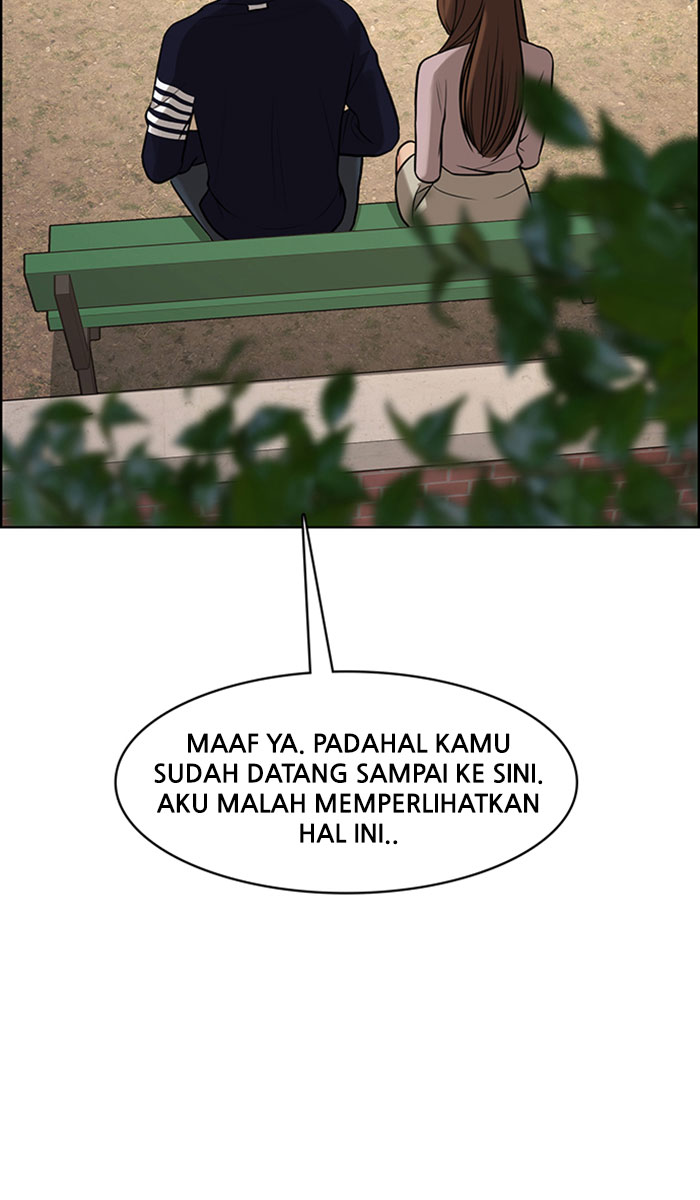 MAAF YA. PADAHAL KAMU
SUDAH DATANG SAMPAI KE SINI.
AKU MALAH MEMPERLIHATKAN
HAL INI..